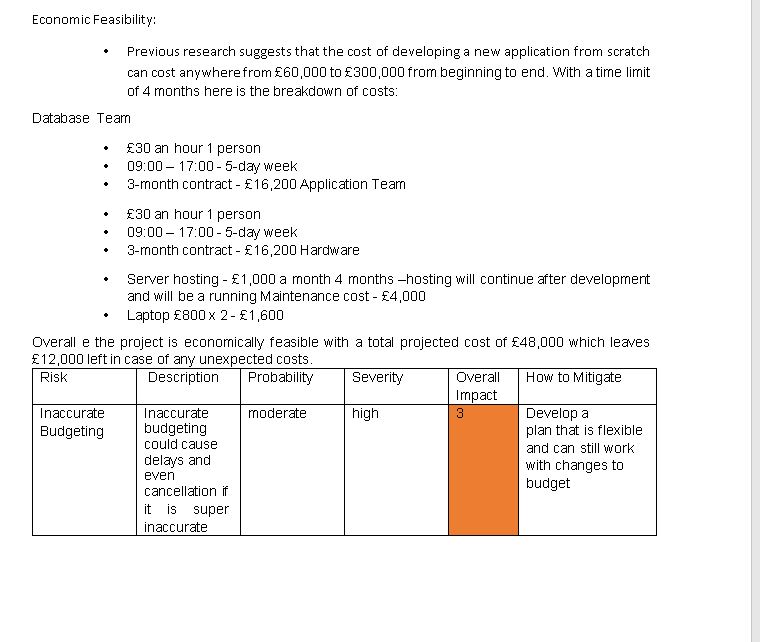 Economic Feasibility:
• Previous research suggests that the cost of developing a new application from scratch
can cost anywhere from £60,000 to £300,000 from beginning to end. With a time limit
of 4 months here is the breakdown of costs:
Database Team
• £30 an hour 1 person
• 09:00 – 17:00 - 5-day week
• 3-month contract - £16,200 Application Team
• £30 an hour 1 person
• 09:00 – 17:00 - 5-day week
• 3-month contract - £16,200 Hardware
• Server hosting - £1,000 a month 4 months –hosting will continue after development
and will be a running Maintenance cost - £4,000
• Laptop £800 x 2 - £1,600
Overall e the project is economically feasible with a total projected cost of £48,000 which leaves
£12,000 left in case of any unexpected costs.
Risk
Description
Probability
Severity
Overall
Impact
How to Mitigate
Inaccurate
Budgeting
Inaccurate
budgeting
could cause
delays and
even
cancellation if
it is super
inaccurate
moderate
high
3
Develop a
plan that is flexible
and can still work
with changes to
budget